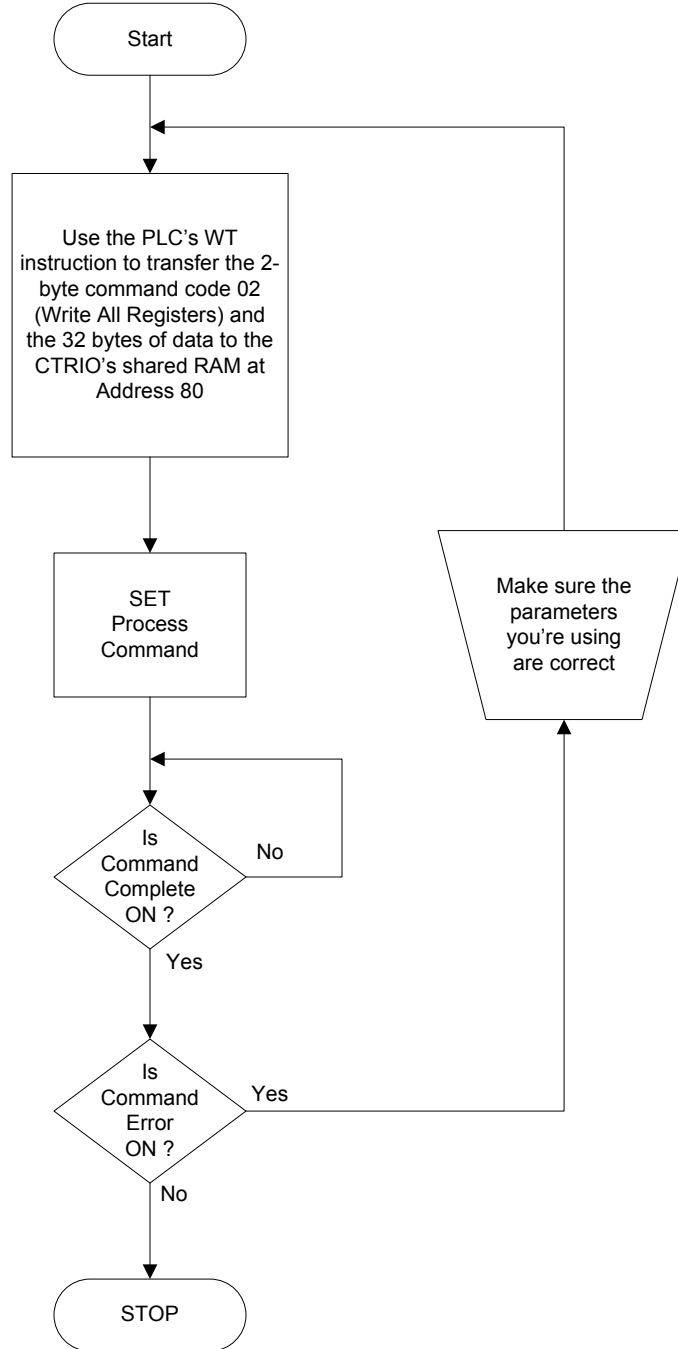 Start
Use the PLC's WT
instruction to transfer the 2-
byte command code 02
(Write All Registers) and
the 32 bytes of data to the
CTRIO's shared RAM at
Address 80
SET
Process
Command
Make sure the
parameters
you're using
are correct
Is
Command
Complete
ON ?
No
Yes
Is
Command
Error
ON ?
Yes
No
STOP